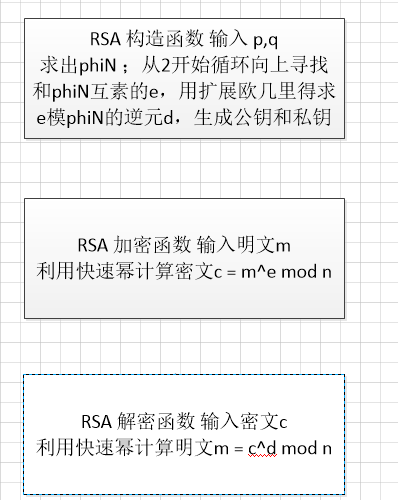 RSA 构造函数 输入 p,q
求出phiN； 从2开始循环向上寻找
和phiN互素的e，用扩展欧几里得求
e模phiN的逆元d，生成公钥和私钥
RSA 加密函数 输入明文m
利用快速幂计算密文c = m^e mod n
RSA 解密函数 输入密文c
利用快速幂计算明文m = c^d mod n